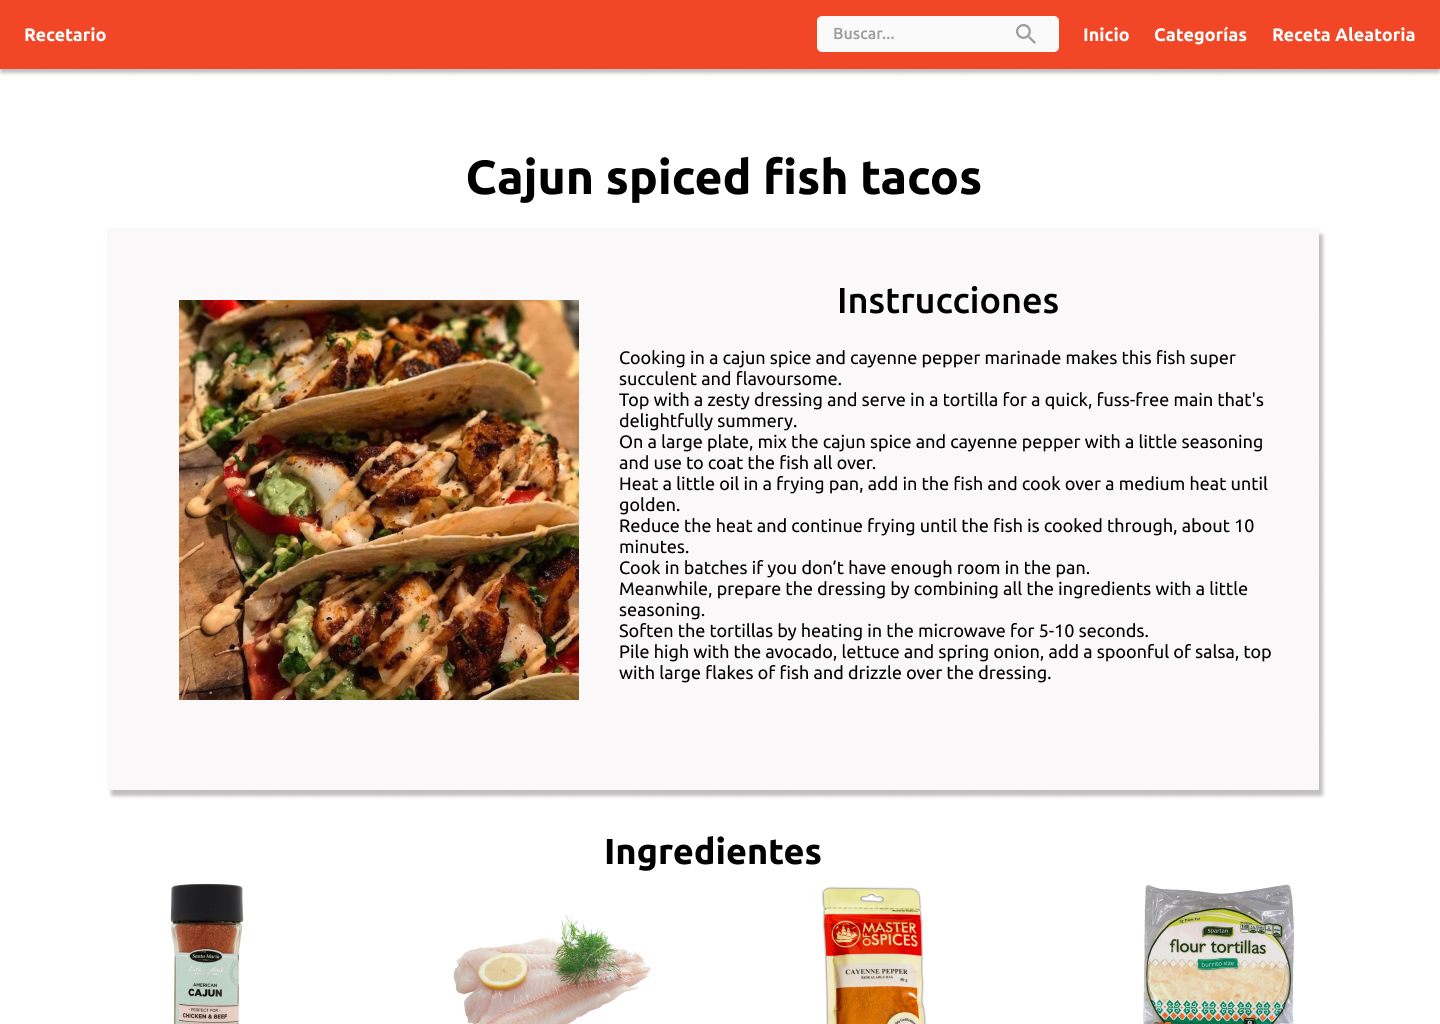 Recetario
Buscar...
Inicio
Categorías
Receta Aleatoria
Cajun spiced fish tacos
Instrucciones
Cooking in a cajun spice and cayenne pepper marinade makes this fish super
succulent and flavoursome.
Top with a zesty dressing and serve in a tortilla for a quick, fuss-free main that's
delightfully summery.
On a large plate, mix the cajun spice and cayenne pepper with a little seasoning
and use to coat the fish all over.
Heat a little oil in a frying pan, add in the fish and cook over a medium heat until
golden.
Reduce the heat and continue frying until the fish is cooked through, about 10
minutes.
Cook in batches if you don’t have enough room in the pan.
Meanwhile, prepare the dressing by combining all the ingredients with a little
seasoning.
Soften the tortillas by heating in the microwave for 5-10 seconds.
Pile high with the avocado, lettuce and spring onion, add a spoonful of salsa, top
with large flakes of fish and drizzle over the dressing.
Ingredientes
Santa Maria
AMERICAN
CAJUN
PERFECT FOR
CHICKEN & BEEF
MASTER
OF SPICES
CAYENNE PEPPER
spartan
flour tortillas
burrito size